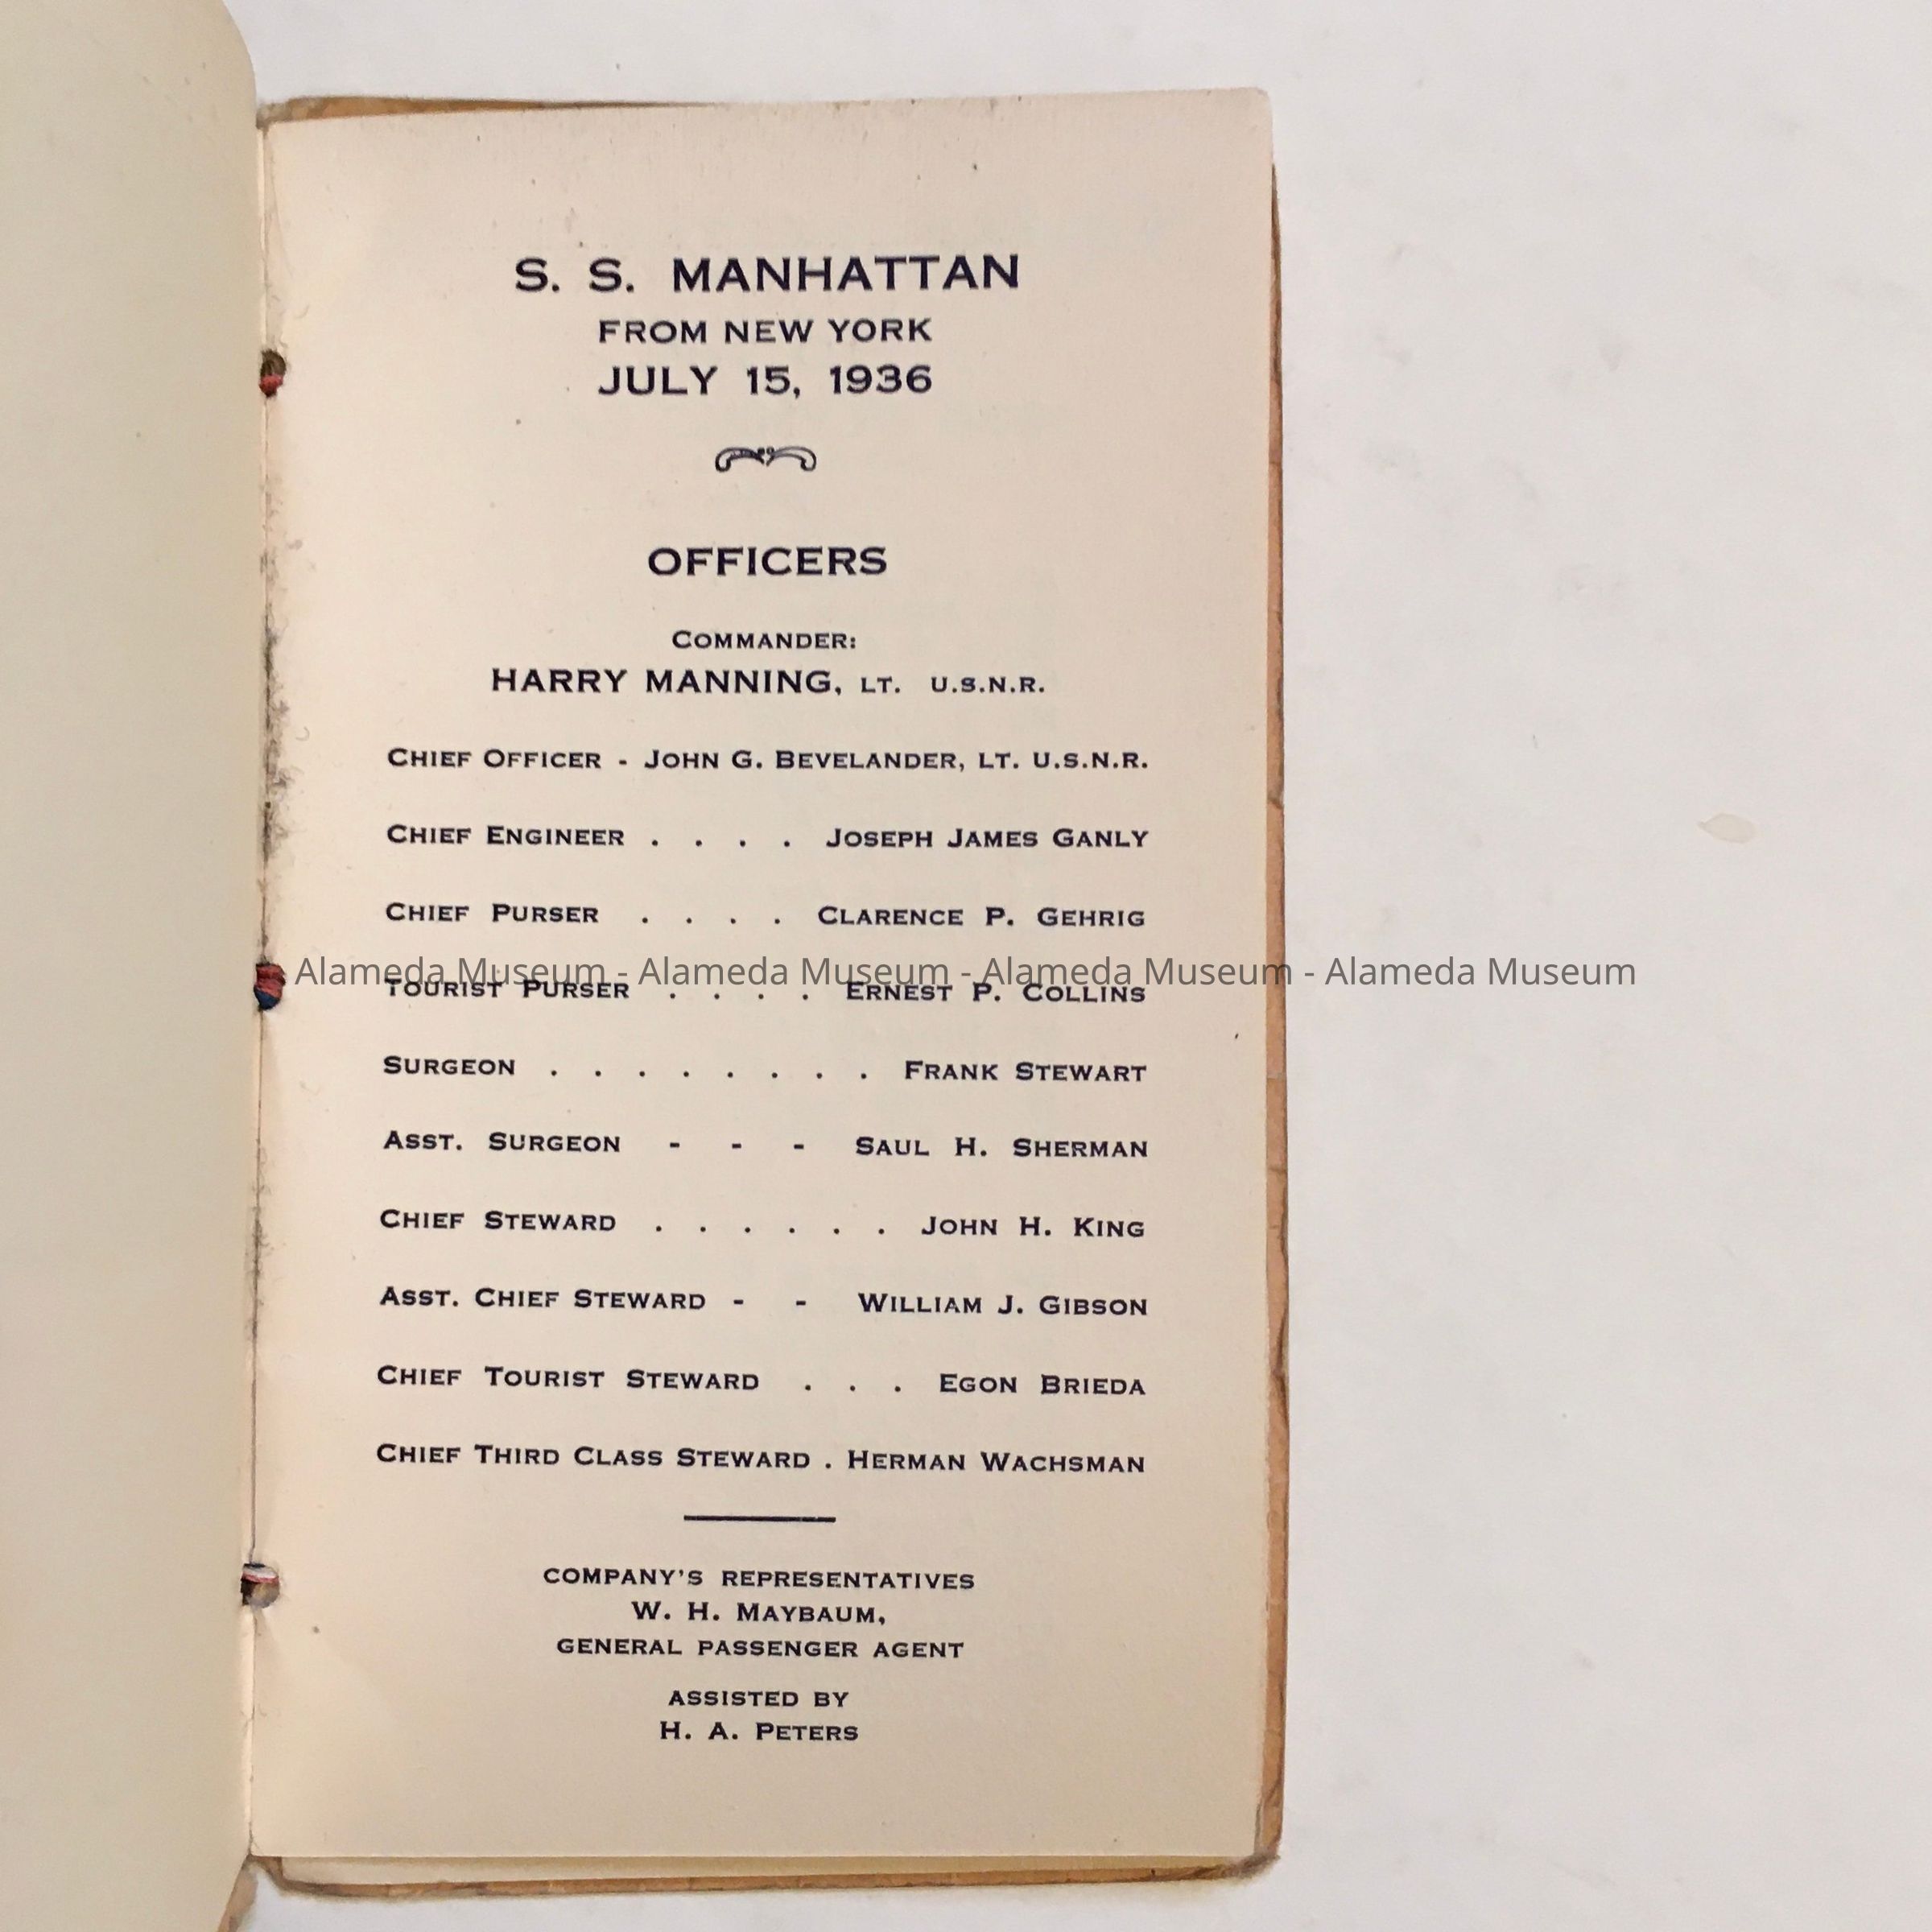 S. S. MANHATTAN
FROM NEW YORK
JULY 15, 1936
OFFICERS
COMMANDER:
HARRY MANNING, LT. U.S.N.R.
CHIEF OFFICER - JOHN G. BEVELANDER, LT. U.S.N.R.
CHIEF ENGINEER . . . . JOSEPH JAMES GANLY
CHIEF PURSER . . . . CLARENCE P. GEHRIG
Alameda Museum - Alameda Museum - Alameda Museum - Alameda Museum
TOURIST PURSER . . . . ERNEST P. COLLINS
SURGEON . . . . . . . . FRANK STEWART
ASST. SURGEON - - - SAUL H. SHERMAN
CHIEF STEWARD . . . . . . JOHN H. KING
ASST. CHIEF STEWARD - - WILLIAM J. GIBSON
CHIEF TOURIST STEWARD . . . EGON BRIEDA
CHIEF THIRD CLASS STEWARD . HERMAN WACHSMAN
COMPANY'S REPRESENTATIVES
W. H. MAYBAUM,
GENERAL PASSENGER AGENT
ASSISTED BY
H. A. PETERS